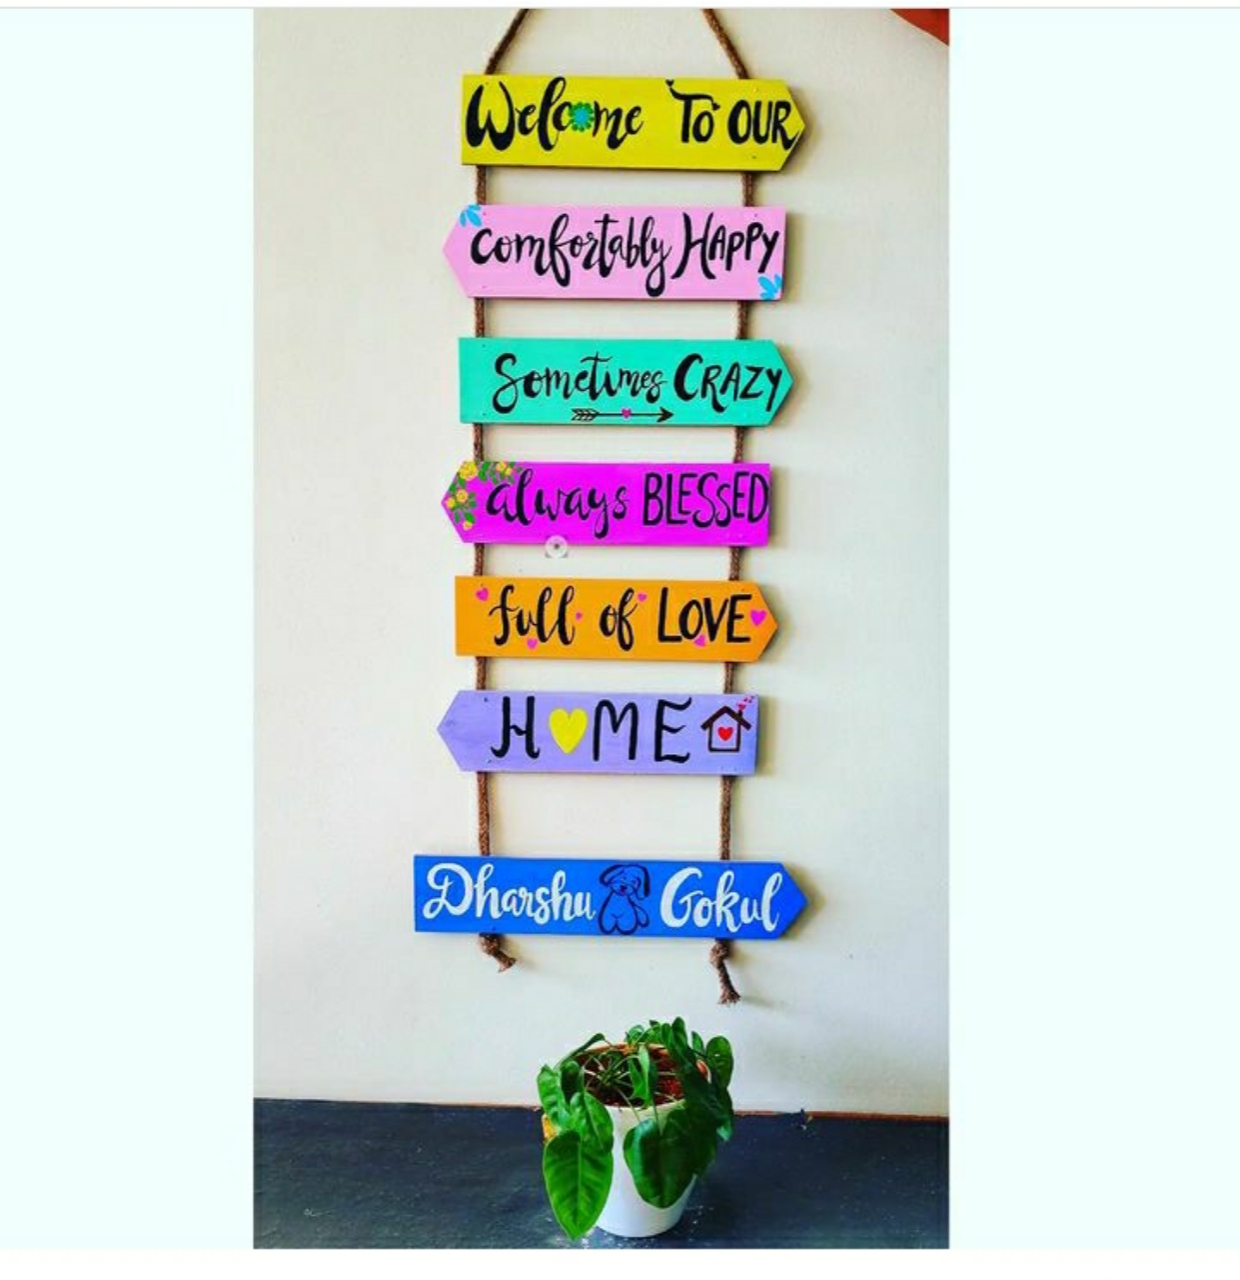 Welcome To OUR
comfortably HAPPY
Sometimes CRAZY
always BLESSED
full of LOVE
HOME
Dharshu Gokul